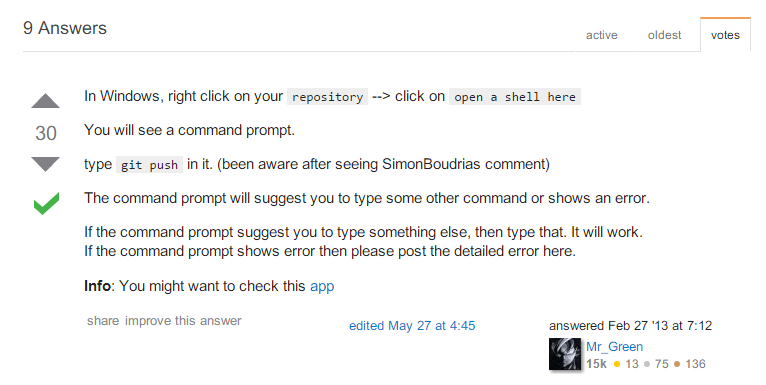 9 Answers
active oldest votes
In Windows, right click on your repository --> click on open a shell here
30
You will see a command prompt.
type git push in it. (been aware after seeing SimonBoudrias comment)
The command prompt will suggest you to type some other command or shows an error.
If the command prompt suggest you to type something else, then type that. It will work.
If the command prompt shows error then please post the detailed error here.
Info: You might want to check this app
share improve this answer
edited May 27 at 4:45
answered Feb 27 '13 at 7:12
Mr_Green
15k ● 13 ● 75 ● 136